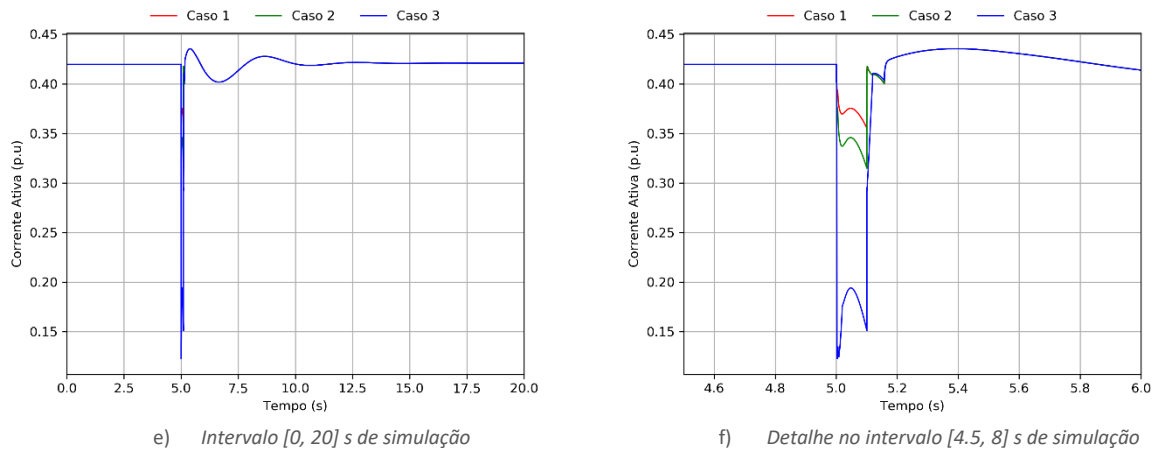 Caso 1 Caso 2 Caso 3
0.45
0.40
0.35
0.30
0.25
0.20
0.15
Corrente Ativa (p.u)
0.0 2.5 5.0 7.5 10.0 12.5 15.0 17.5 20.0
Tempo (s)
e) Intervalo [0, 20] s de simulação
Caso 1 Caso 2 Caso 3
0.45
0.40
0.35
0.30
0.25
0.20
0.15
Corrente Ativa (p.u)
4.6 4.8 5.0 5.2 5.4 5.6 5.8 6.0
Tempo (s)
f) Detalhe no intervalo [4.5, 8] s de simulação